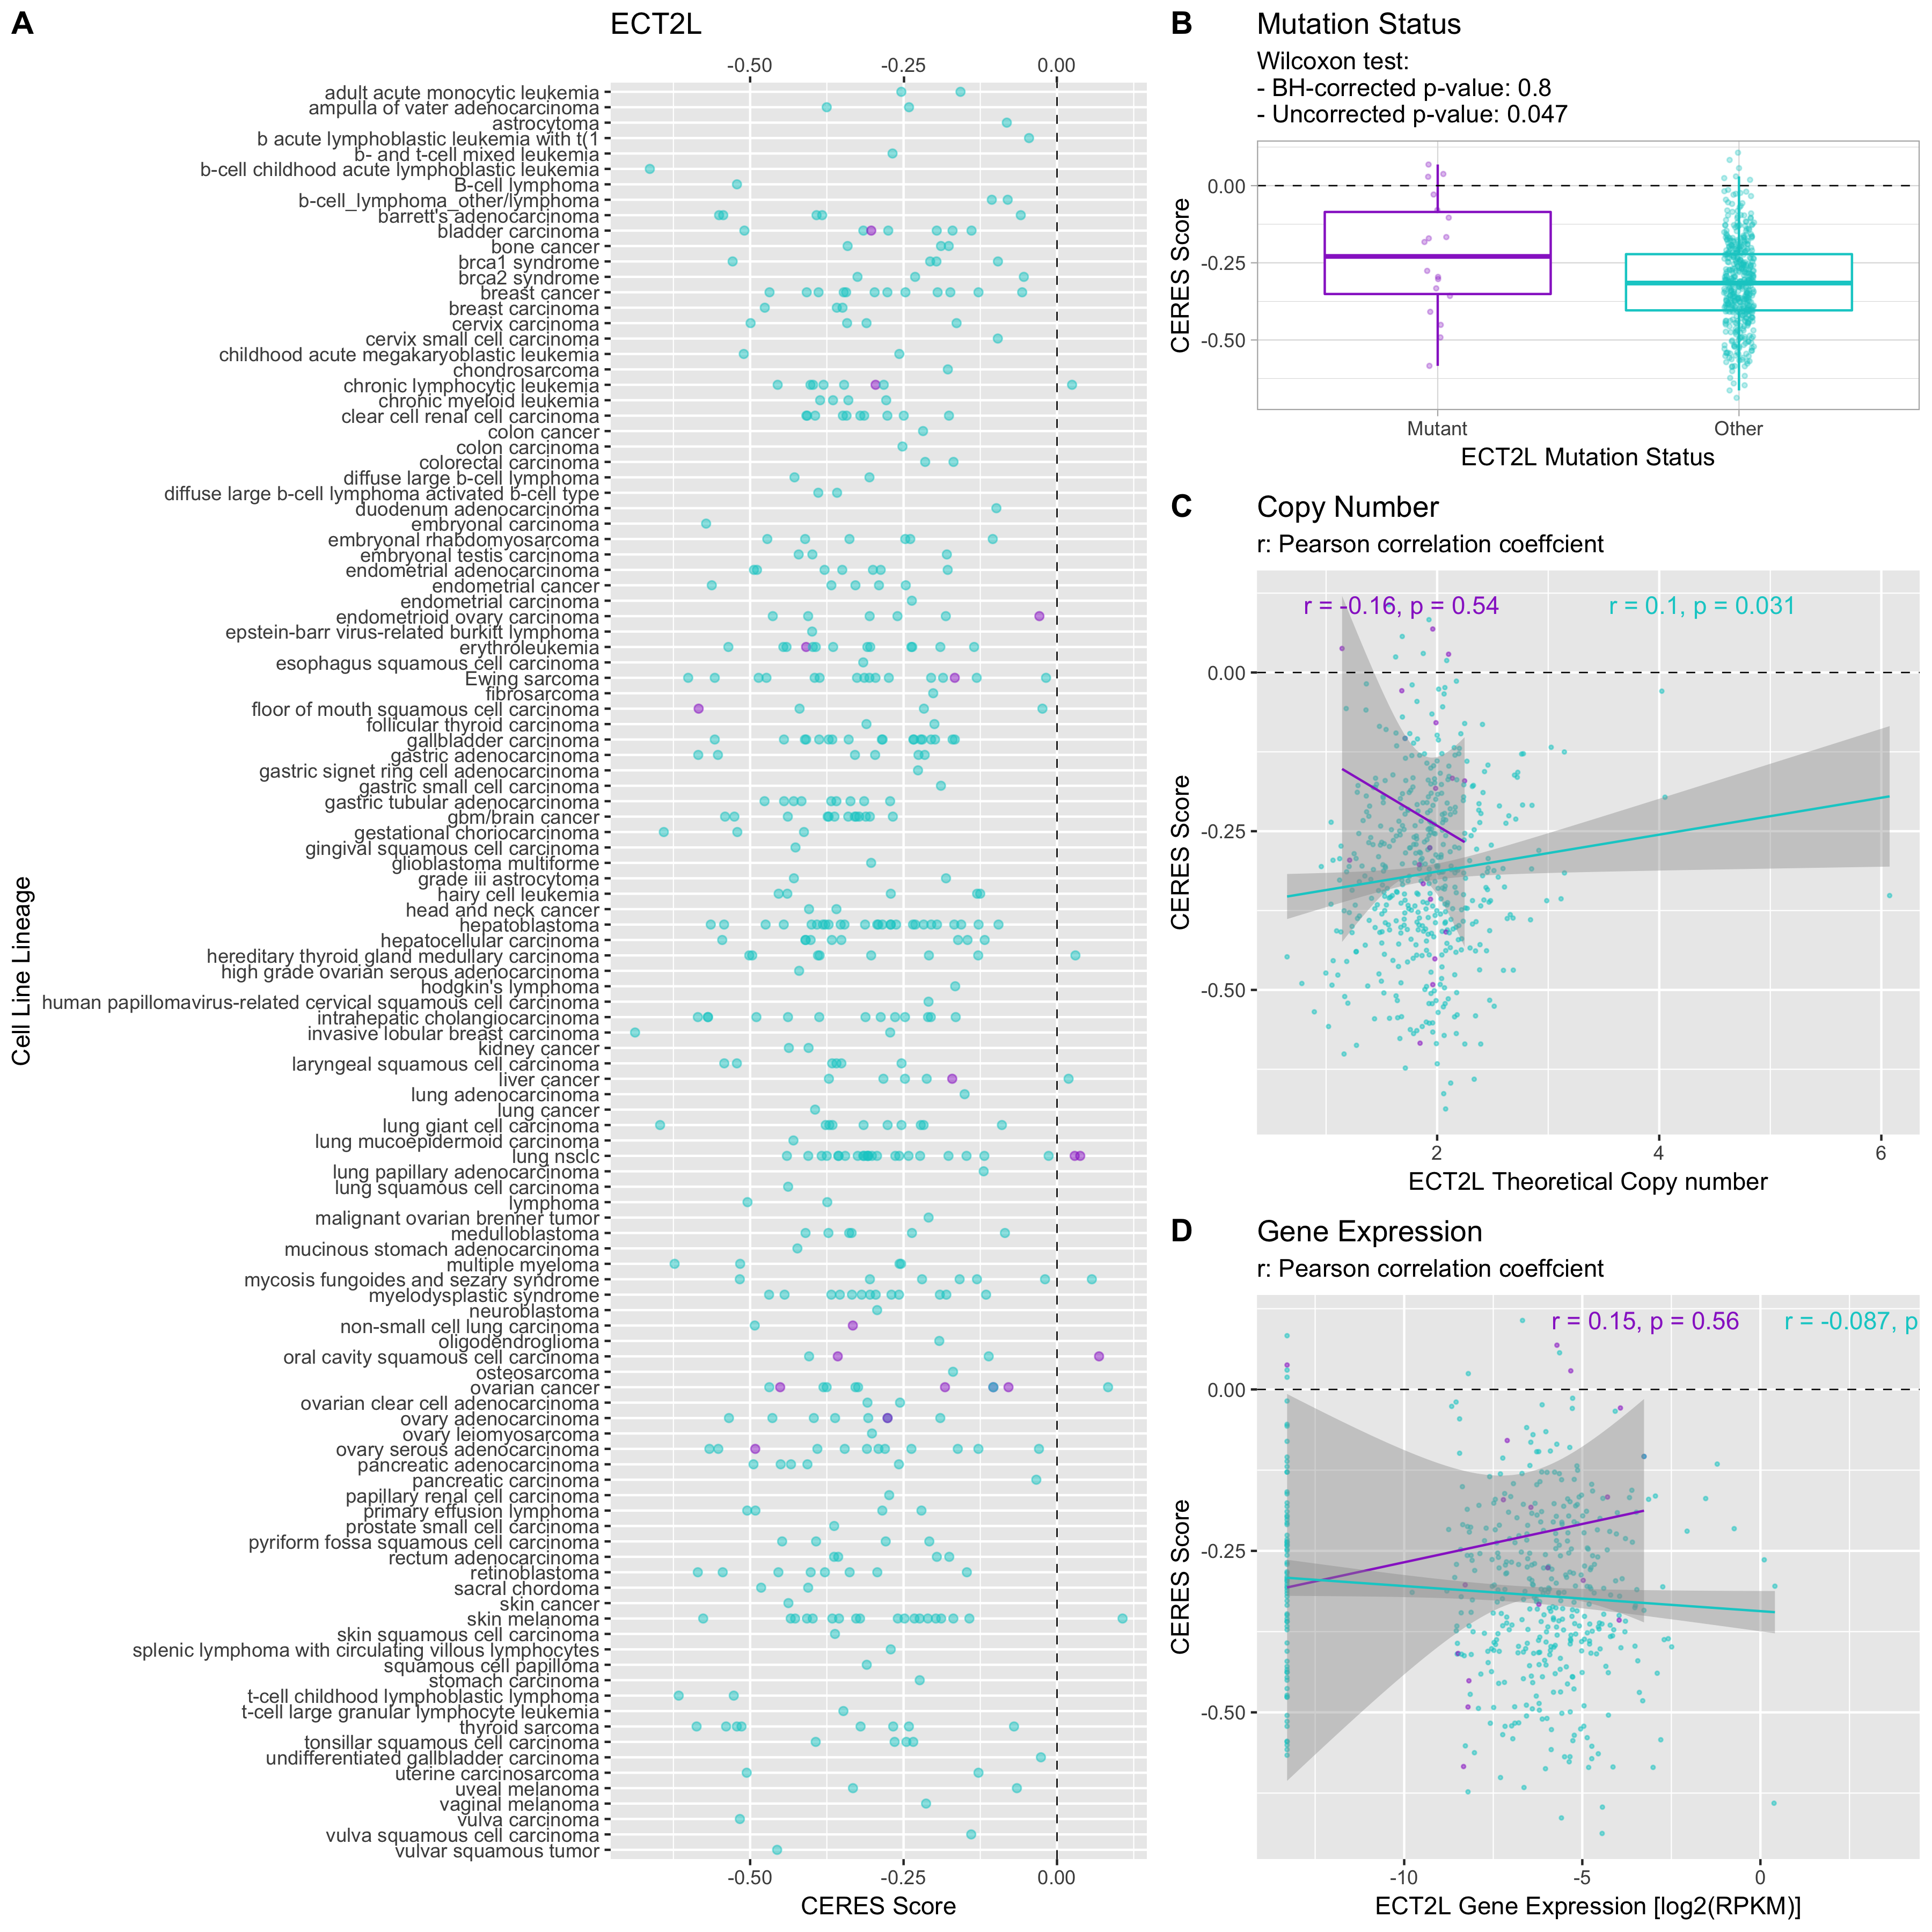 A
ECT2L
-0.50 -0.25 0.00
adult acute monocytic leukemia
ampulla of vater adenocarcinoma
astrocytoma
b acute lymphoblastic leukemia with t(1
b- and t-cell mixed leukemia
b-cell childhood acute lymphoblastic leukemia
B-cell lymphoma
b-cell_lymphoma_other/lymphoma
barrett's adenocarcinoma
bladder carcinoma
bone cancer
brca1 syndrome
brca2 syndrome
breast cancer
breast carcinoma
cervix carcinoma
cervix small cell carcinoma
childhood acute megakaryoblastic leukemia
chondrosarcoma
chronic lymphocytic leukemia
chronic myeloid leukemia
clear cell renal cell carcinoma
colon cancer
colon carcinoma
colorectal carcinoma
diffuse large b-cell lymphoma
diffuse large b-cell lymphoma activated b-cell type
duodenum adenocarcinoma
embryonal carcinoma
embryonal rhabdomyosarcoma
embryonal testis carcinoma
endometrial adenocarcinoma
endometrial cancer
endometrial carcinoma
endometrioid ovary carcinoma
epstein-barr virus-related burkitt lymphoma
erythroleukemia
esophagus squamous cell carcinoma
Ewing sarcoma
fibrosarcoma
floor of mouth squamous cell carcinoma
follicular thyroid carcinoma
gallbladder carcinoma
gastric adenocarcinoma
gastric signet ring cell adenocarcinoma
gastric small cell carcinoma
gastric tubular adenocarcinoma
gbm/brain cancer
gestational choriocarcinoma
gingival squamous cell carcinoma
glioblastoma multiforme
grade iii astrocytoma
hairy cell leukemia
head and neck cancer
hepatoblastoma
hepatocellular carcinoma
hereditary thyroid gland medullary carcinoma
high grade ovarian serous adenocarcinoma
hodgkin's lymphoma
human papillomavirus-related cervical squamous cell carcinoma
intrahepatic cholangiocarcinoma
invasive lobular breast carcinoma
kidney cancer
laryngeal squamous cell carcinoma
liver cancer
lung adenocarcinoma
lung cancer
lung giant cell carcinoma
lung mucoepidermoid carcinoma
lung nsclc
lung papillary adenocarcinoma
lung squamous cell carcinoma
lymphoma
malignant ovarian brenner tumor
medulloblastoma
mucinous stomach adenocarcinoma
multiple myeloma
mycosis fungoides and sezary syndrome
myelodysplastic syndrome
neuroblastoma
non-small cell lung carcinoma
oligodendroglioma
oral cavity squamous cell carcinoma
osteosarcoma
ovarian cancer
ovarian clear cell adenocarcinoma
ovary adenocarcinoma
ovary leiomyosarcoma
ovary serous adenocarcinoma
pancreatic adenocarcinoma
pancreatic carcinoma
papillary renal cell carcinoma
primary effusion lymphoma
prostate small cell carcinoma
pyriform fossa squamous cell carcinoma
rectum adenocarcinoma
retinoblastoma
sacral chordoma
skin cancer
skin melanoma
skin squamous cell carcinoma
splenic lymphoma with circulating villous lymphocytes
squamous cell papilloma
stomach carcinoma
t-cell childhood lymphoblastic lymphoma
t-cell large granular lymphocyte leukemia
thyroid sarcoma
tonsillar squamous cell carcinoma
undifferentiated gallbladder carcinoma
uterine carcinosarcoma
uveal melanoma
vaginal melanoma
vulva carcinoma
vulva squamous cell carcinoma
vulvar squamous tumor
-0.50 -0.25 0.00
CERES Score
Cell Line Lineage
B
Mutation Status
Wilcoxon test:
- BH-corrected p-value: 0.8
- Uncorrected p-value: 0.047
0.00
-0.25
-0.50
CERES Score
Mutant Other
ECT2L Mutation Status
C
Copy Number
r: Pearson correlation coeffcient
r = -0.16, p = 0.54 r = 0.1, p = 0.031
0.00
-0.25
-0.50
CERES Score
2 4 6
ECT2L Theoretical Copy number
D
Gene Expression
r: Pearson correlation coeffcient
r = 0.15, p = 0.56 r = -0.087, p
0.00
-0.25
-0.50
CERES Score
-10 -5 0
ECT2L Gene Expression [log2(RPKM)]